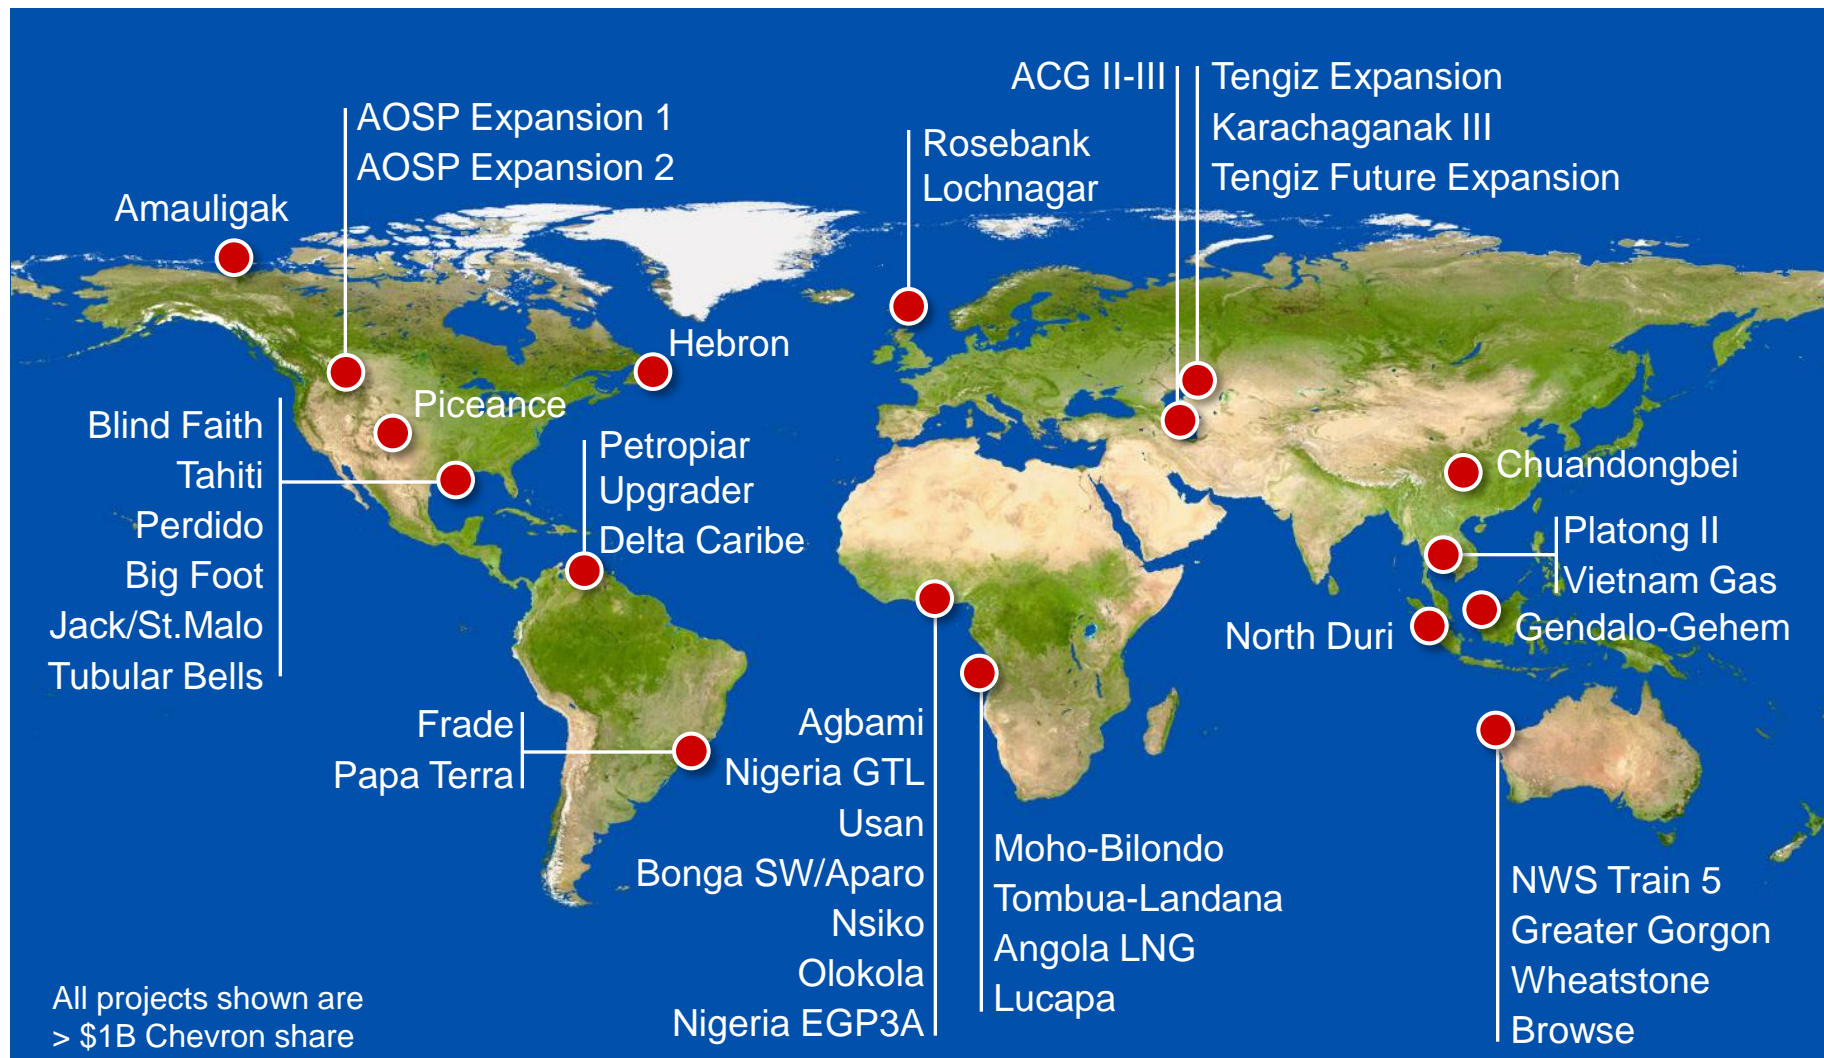 ACG II-III
Tengiz Expansion
Karachaganak III
Tengiz Future Expansion
AOSP Expansion 1
AOSP Expansion 2
Rosebank
Lochnagar
Amauligak
Hebron
Piceance
Blind Faith
Tahiti
Perdido
Big Foot
Jack/St.Malo
Tubular Bells
Petropiar
Upgrader
Delta Caribe
Chuandongbei
Platong II
Vietnam Gas
Gendalo-Gehem
North Duri
Frade
Papa Terra
Agbami
Nigeria GTL
Usan
Bonga SW/Aparo
Nsiko
Olokola
Nigeria EGP3A
Moho-Bilondo
Tombua-Landana
Angola LNG
Lucapa
NWS Train 5
Greater Gorgon
Wheatstone
Browse
All projects shown are
> $1B Chevron share